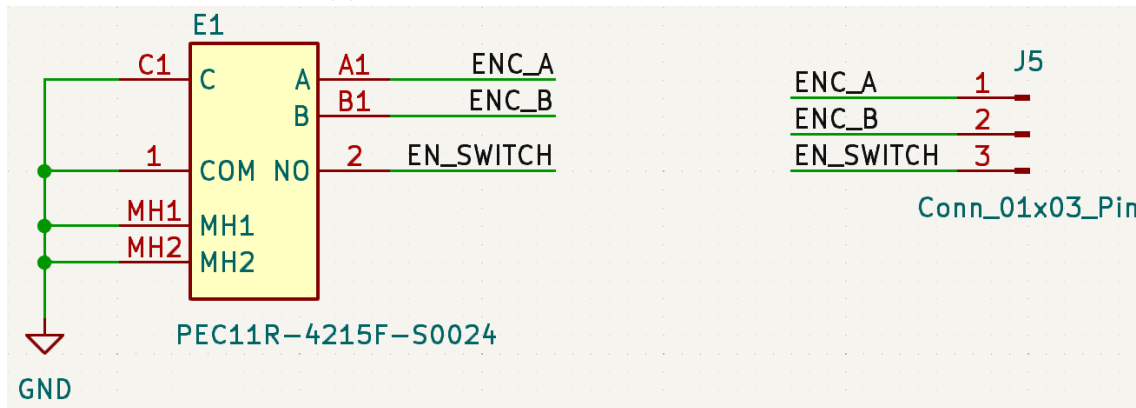 E1
C1 C A A1 ENC_A
B B1 ENC_B
1 COM NO 2 EN_SWITCH
MH1 MH1
MH2 MH2
PEC11R-4215F-S0024
GND
J5
ENC_A 1
ENC_B 2
EN_SWITCH 3
Conn_01x03_Pin